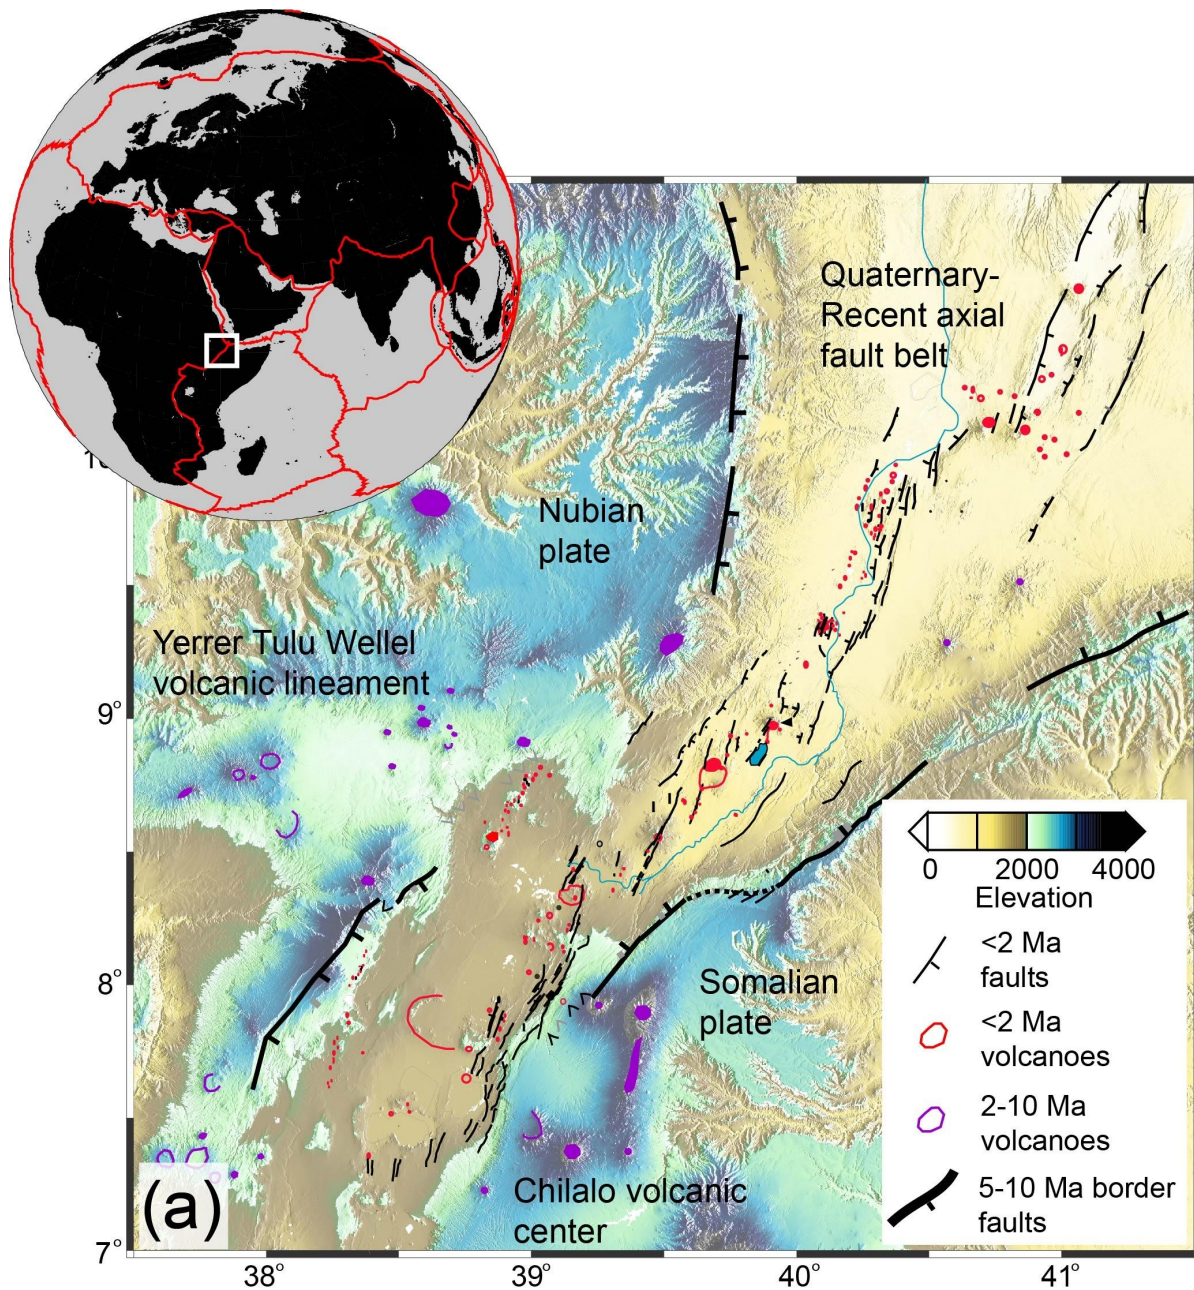 Quaternary-
Recent axial
fault belt
Nubian
plate
Yerrer Tulu Wellel
volcanic lineament
9°
8°
7°
Somalian
plate
Chilalo volcanic
center
(a)
0 2000 4000
Elevation
<2 Ma
faults
<2 Ma
volcanoes
2-10 Ma
volcanoes
5-10 Ma border
faults
38° 39° 40° 41°